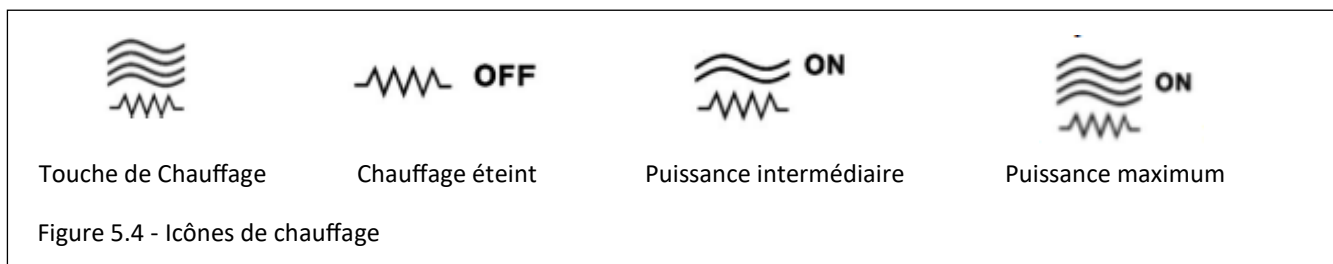 OFF ON ON
Touche de Chauffage Chauffage éteint Puissance intermédiaire Puissance maximum
Figure 5.4 - Icônes de chauffage